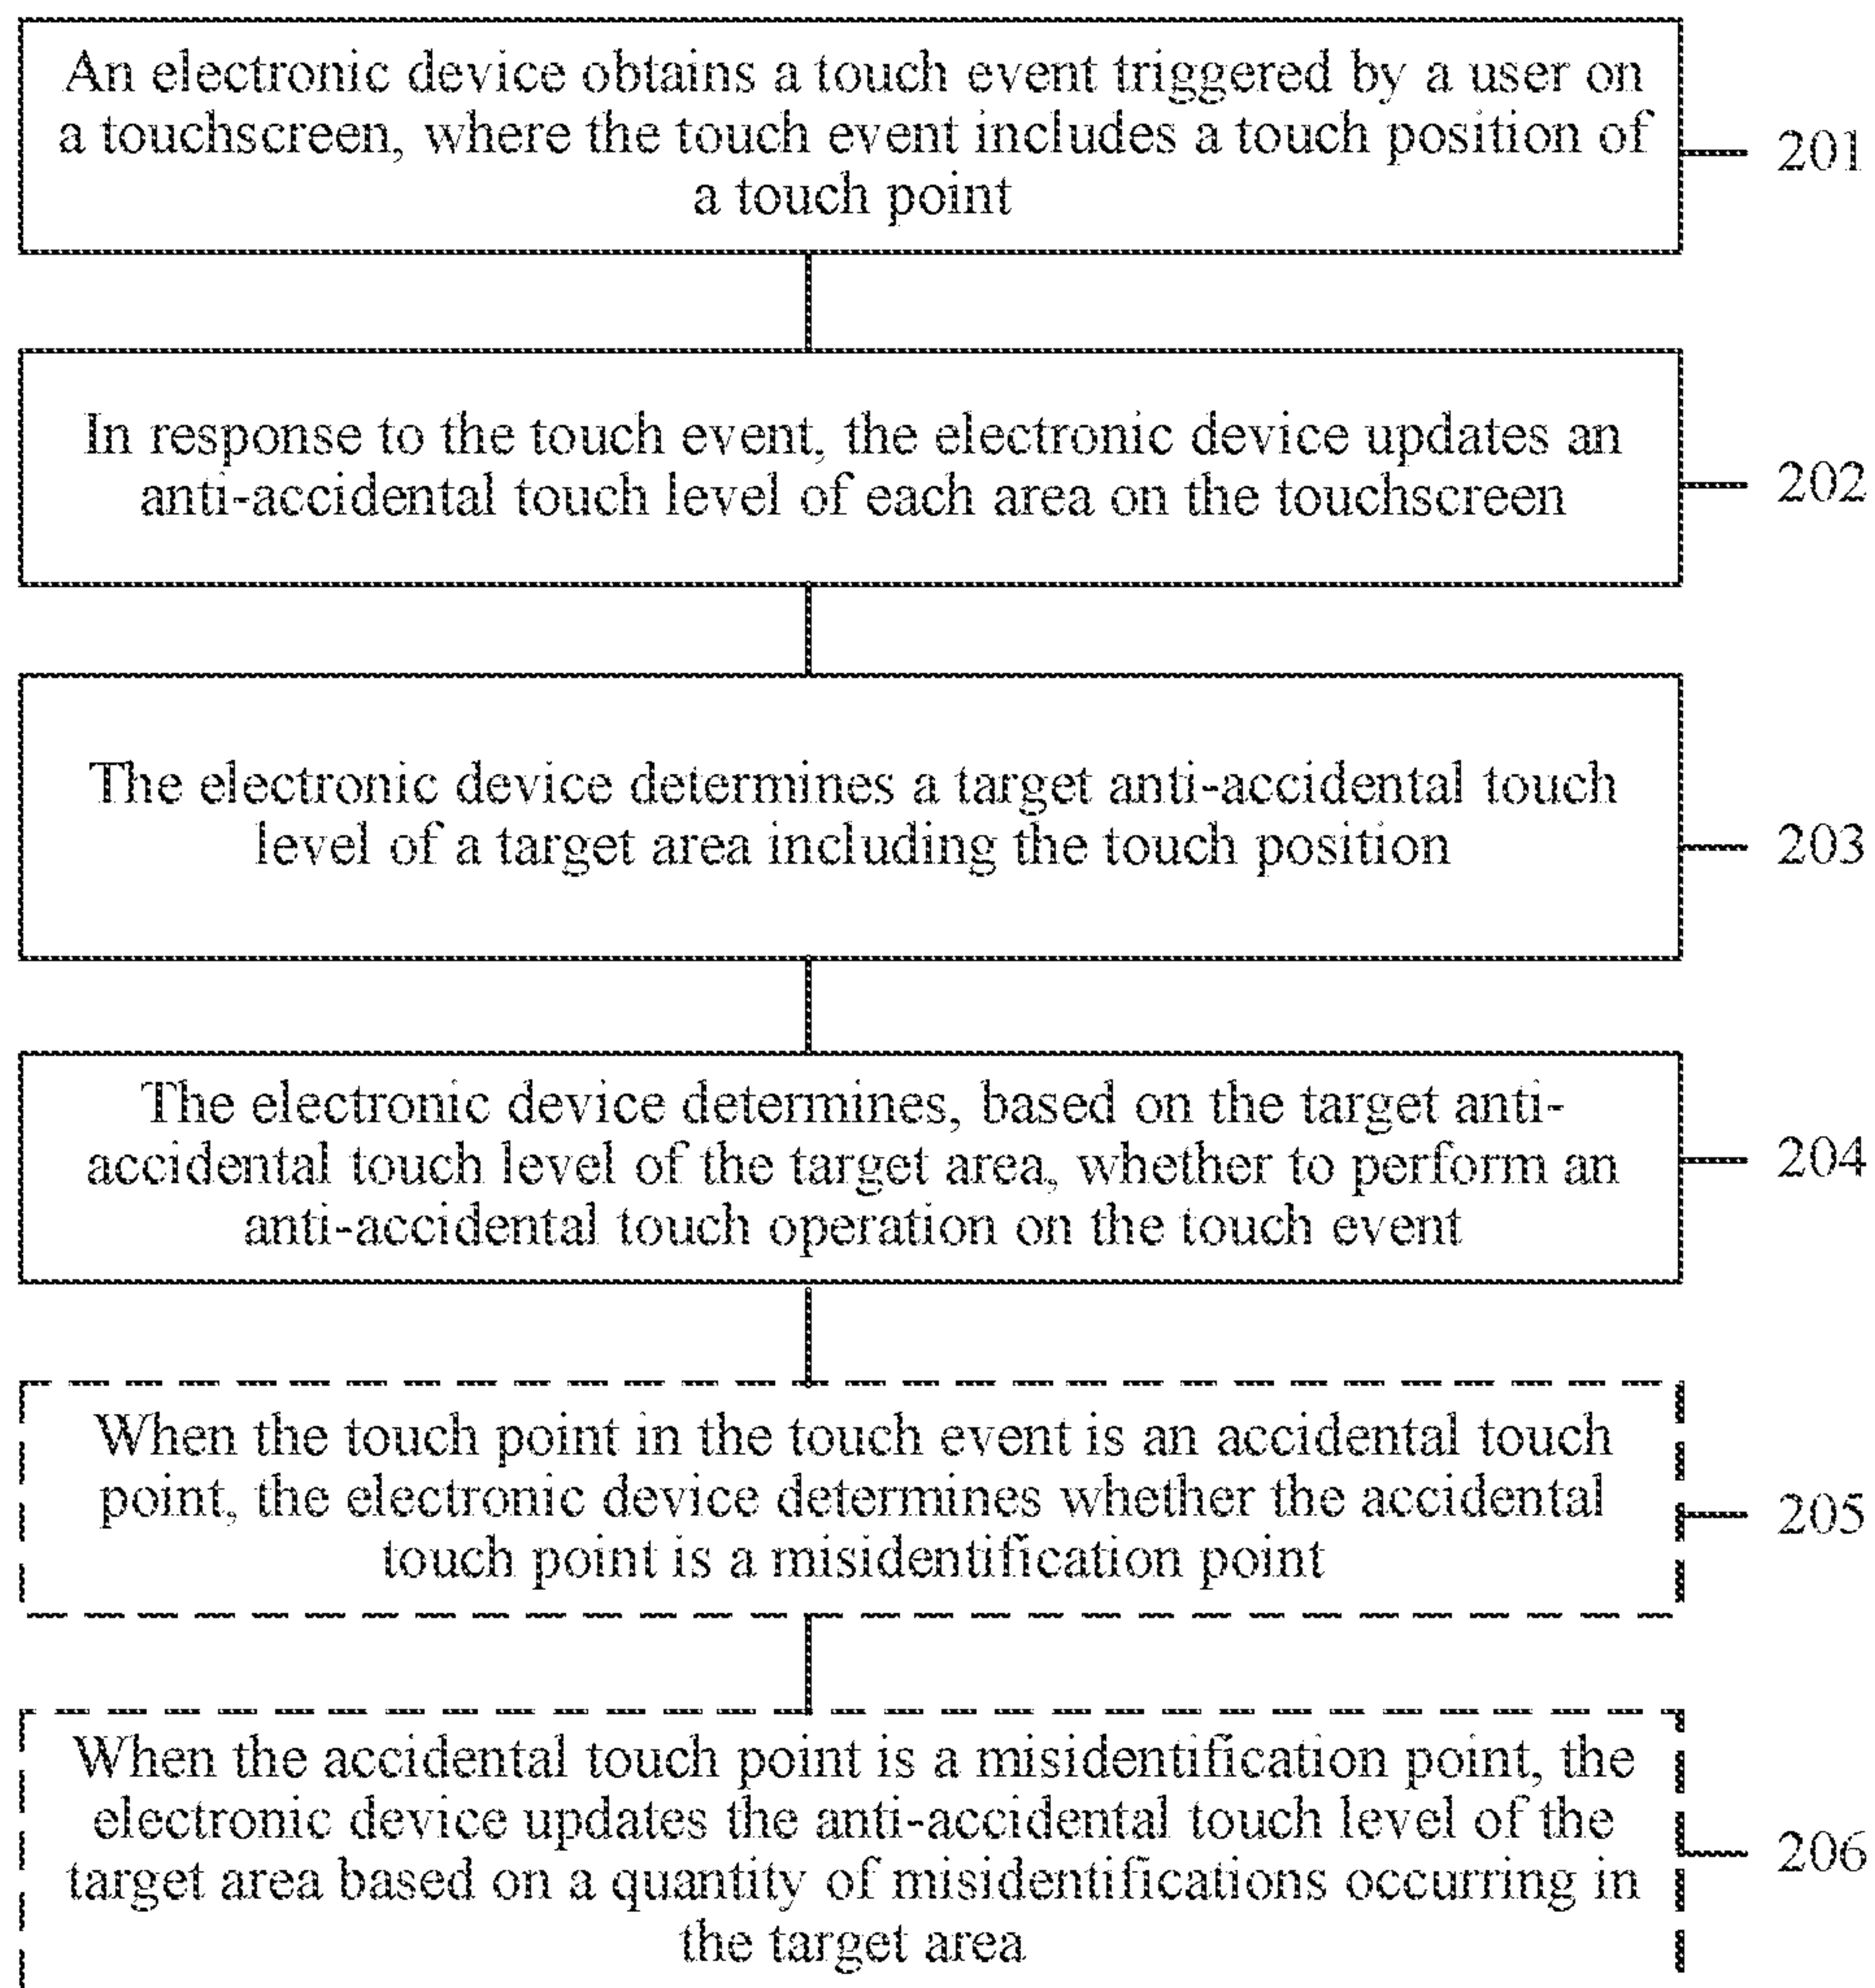 An electronic device obtains a touch event triggered by a user on
a touchscreen, where the touch event includes a touch position of
a touch point
201
In response to the touch event, the electronic device updates an
anti-accidental touch level of each area on the touchscreen
202
The electronic device determines a target anti-accidental touch
level of a target area including the touch position
203
The electronic device determines, based on the target anti-
accidental touch level of the target area, whether to perform an
anti-accidental touch operation on the touch event
204
When the touch point in the touch event is an accidental touch
point, the electronic device determines whether the accidental
touch point is a misidentification point
205
When the accidental touch point is a misidentification point, the
electronic device updates the anti-accidental touch level of the
target area based on a quantity of misidentifications occurring in
the target area
206